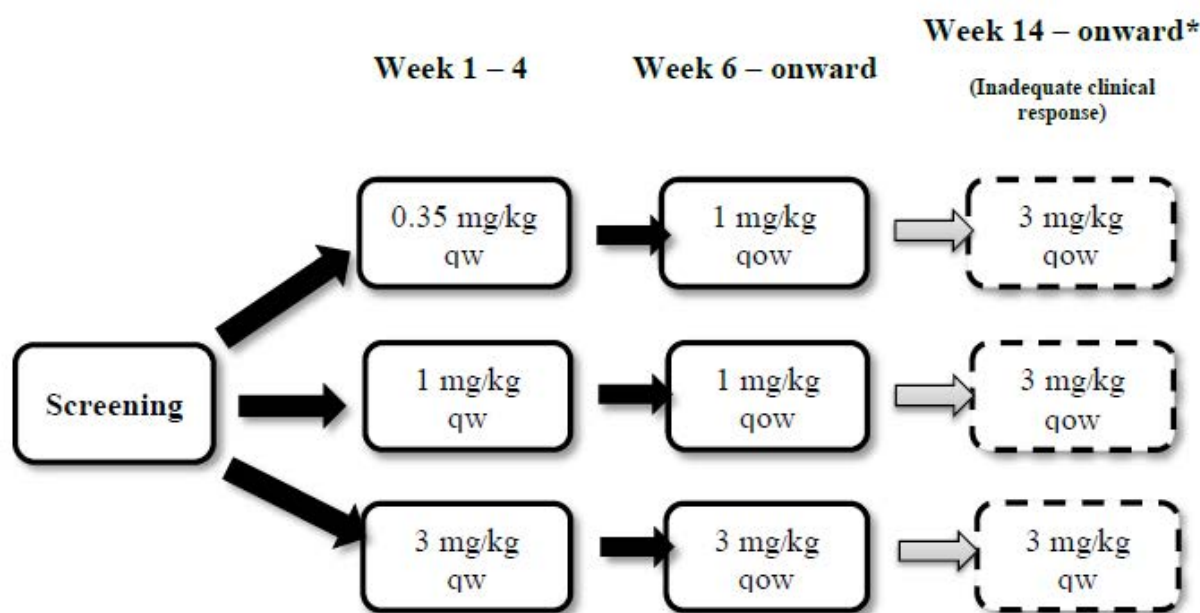 Week 14 – onward*
Week 1 – 4
Week 6 – onward
(Inadequate clinical
response)
0.35 mg/kg
qw
1 mg/kg
qow
3 mg/kg
qow
Screening
1 mg/kg
qw
1 mg/kg
qow
3 mg/kg
qow
3 mg/kg
qw
3 mg/kg
qow
3 mg/kg
qw